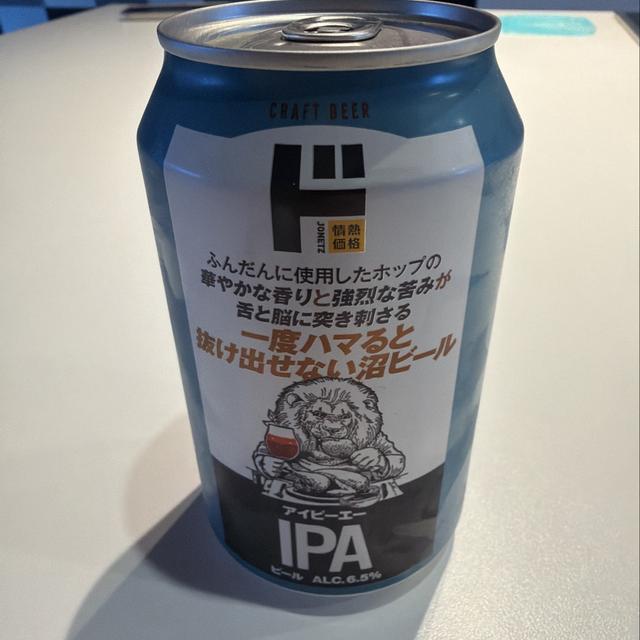 CRAFT BEER
ド
JONETZ
情熱
価格
ふんだんに使用したホップの
華やかな香りと強烈な苦みが
舌と脳に突き刺さる
一度ハマると
抜け出せない沼ビール
アイピーエー
IPA
ビール ALC.6.5%